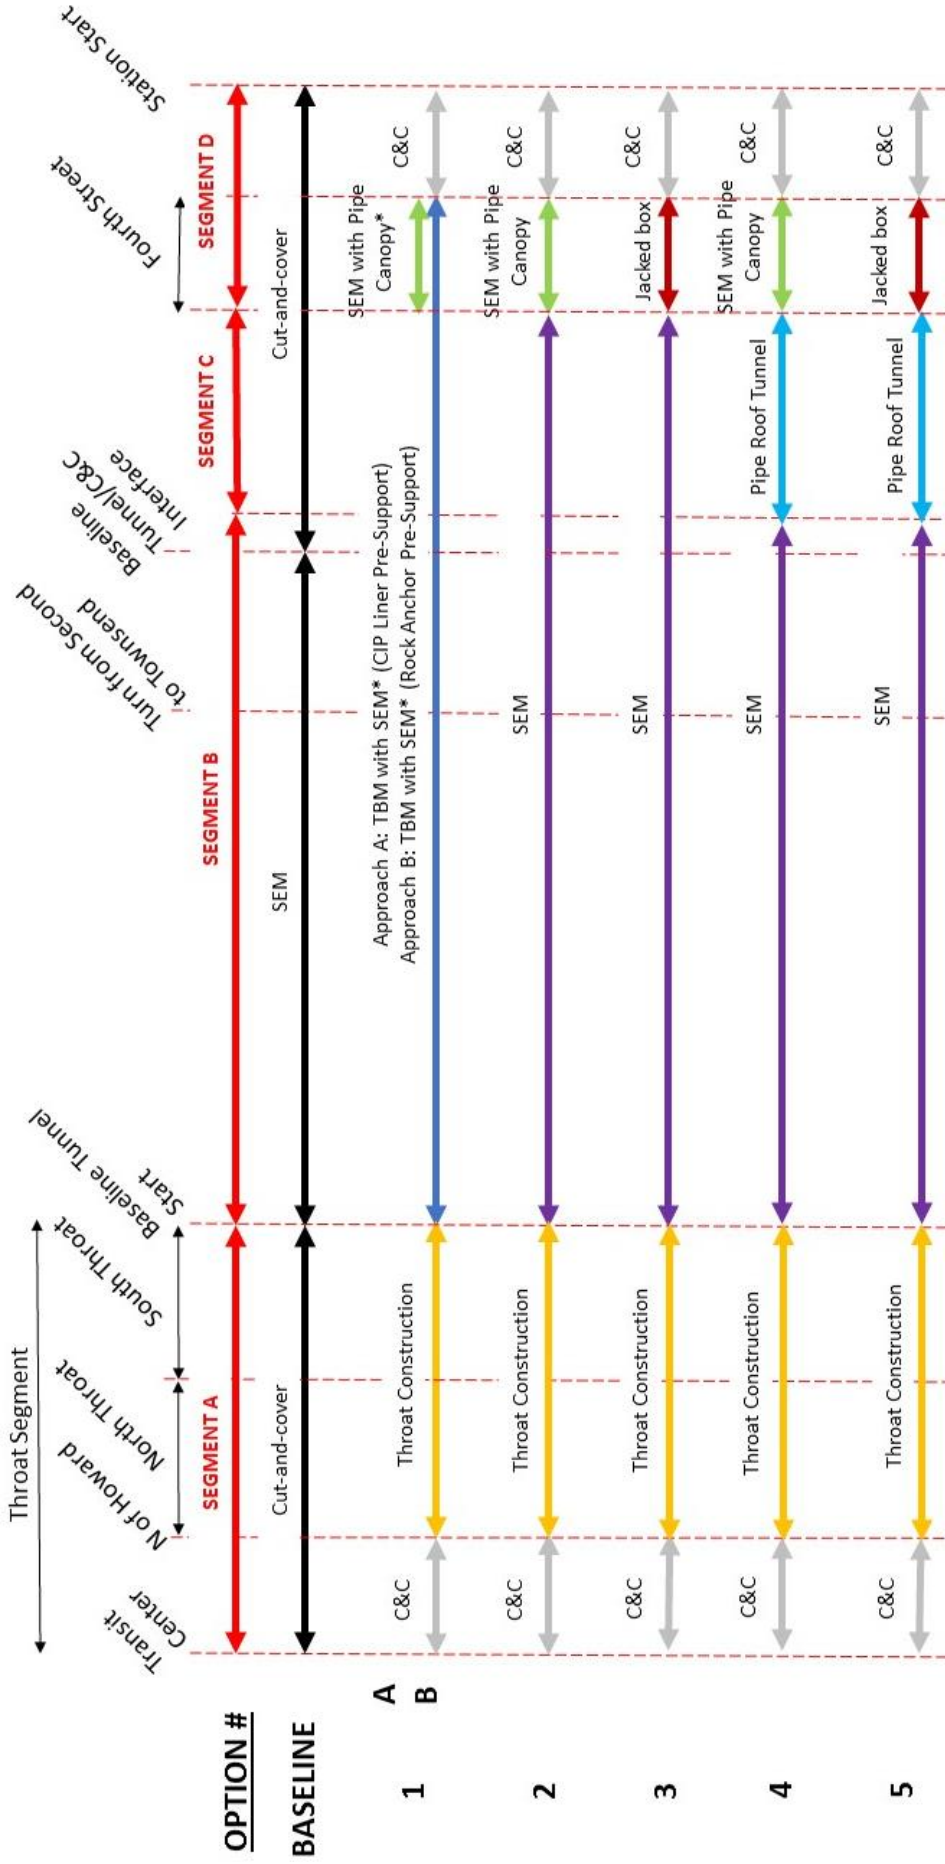 Throat Segment
Transit
Center
N of Howard
North Throat
South Throat
Baseline Tunnel
Start
Turn from Second
to Townsend
Baseline
Tunnel/C&C
Interface
Fourth Street
Station Start
OPTION #
SEGMENT A
SEGMENT B
SEGMENT C
SEGMENT D
BASELINE
Cut-and-cover
SEM
Cut-and-cover
1
A
B
C&C
Throat Construction
Approach A: TBM with SEM* (CIP Liner Pre-Support)
Approach B: TBM with SEM* (Rock Anchor Pre-Support)
SEM with Pipe
Canopy*
C&C
2
C&C
Throat Construction
SEM
SEM with Pipe
Canopy
C&C
3
C&C
Throat Construction
SEM
Jacked box
C&C
4
C&C
Throat Construction
SEM
Pipe Roof Tunnel
SEM with Pipe
Canopy
C&C
5
C&C
Throat Construction
SEM
Pipe Roof Tunnel
Jacked box
C&C